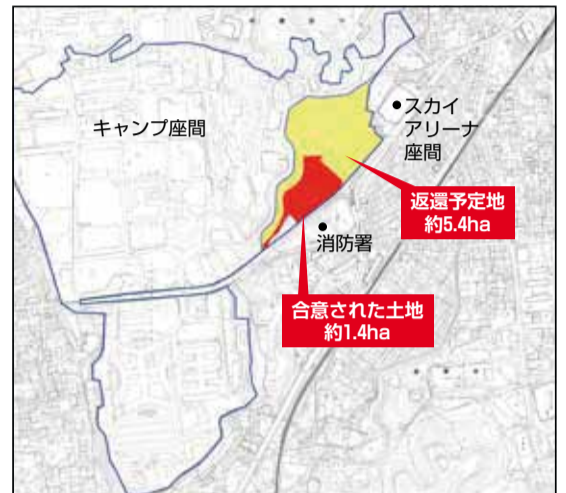 キャンプ座間
スカイ
アリーナ
座間
返還予定地
約5.4ha
消防署
合意された土地
約1.4ha